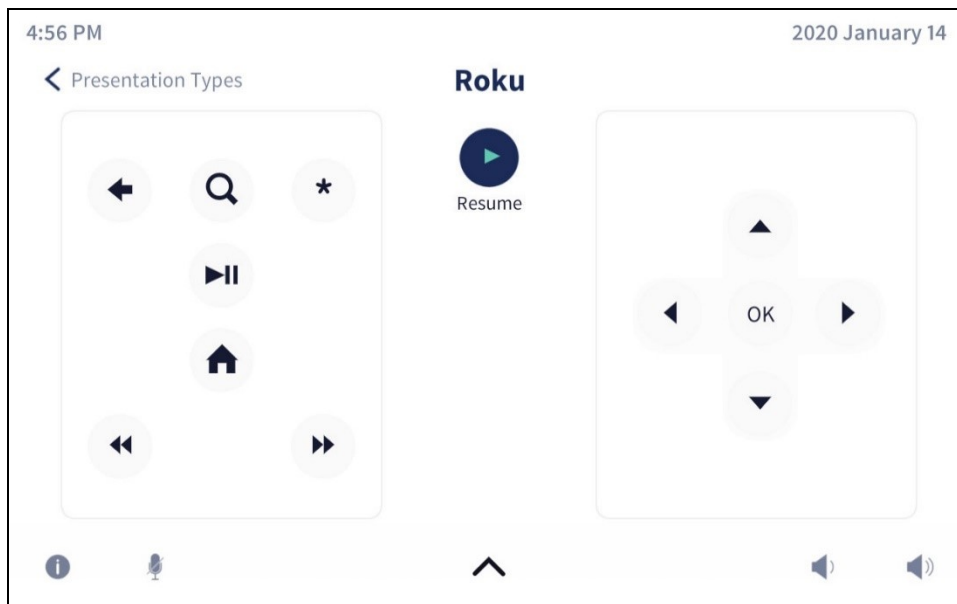 4:56 PM
2020 January 14
Presentation Types
Roku
*
Resume
OK